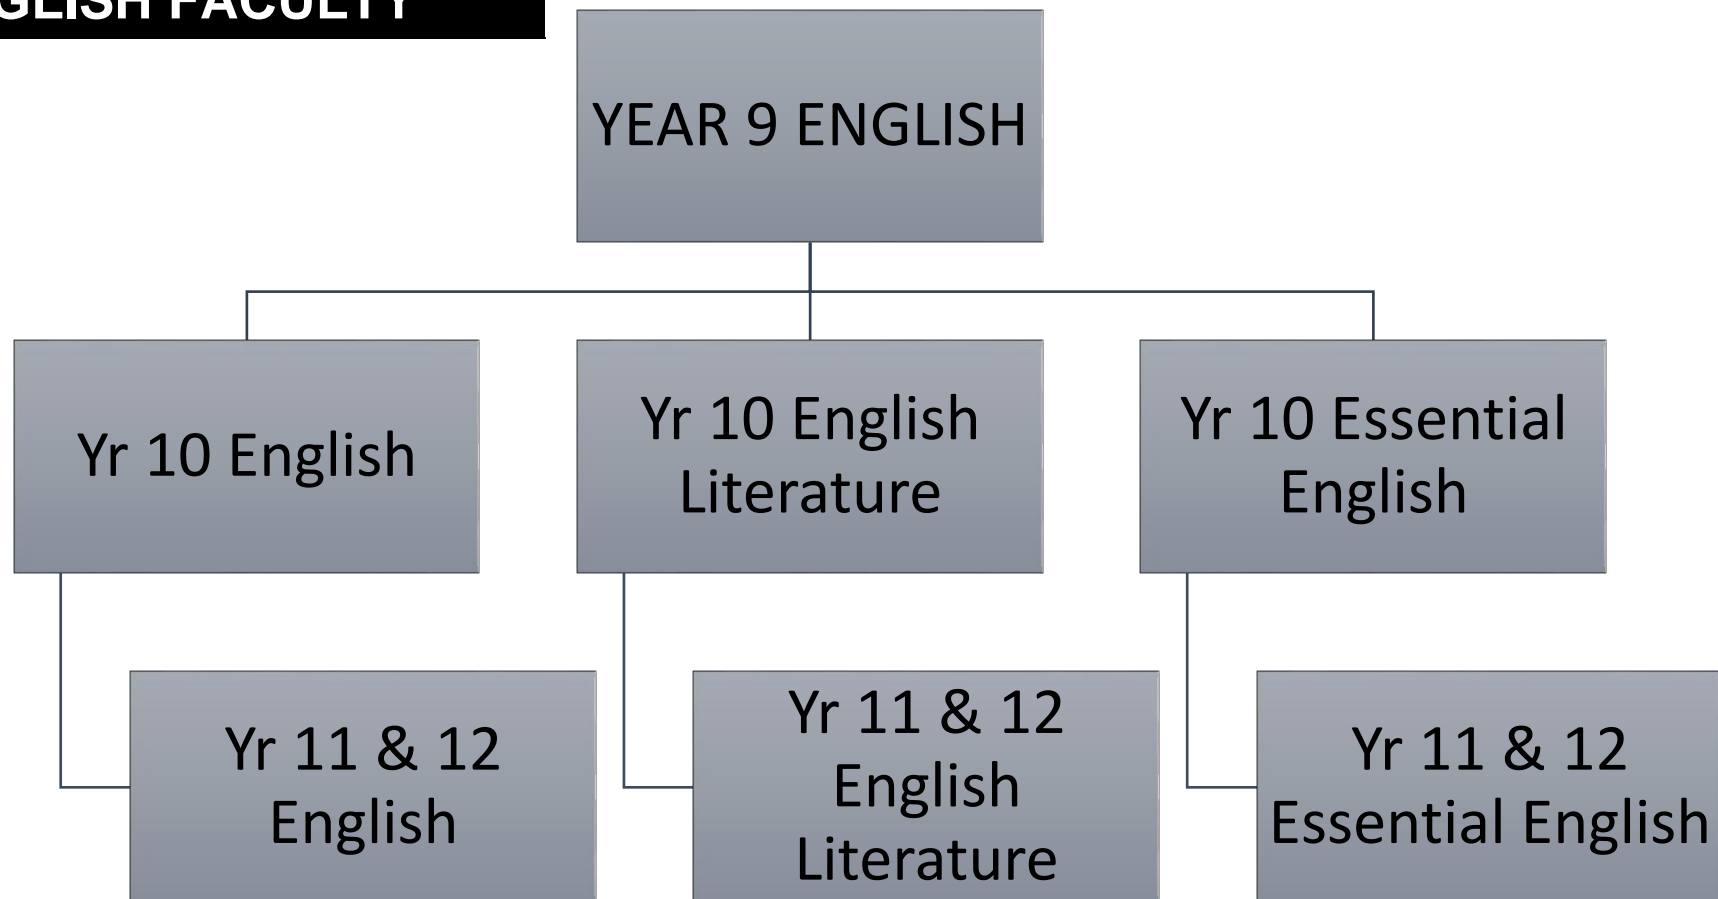 GLISH FACULTY
YEAR 9 ENGLISH
Yr 10 English
Yr 10 English
Literature
Yr 10 Essential
English
Yr 11 & 12
English
Yr 11 & 12
English
Literature
Yr 11 & 12
Essential English